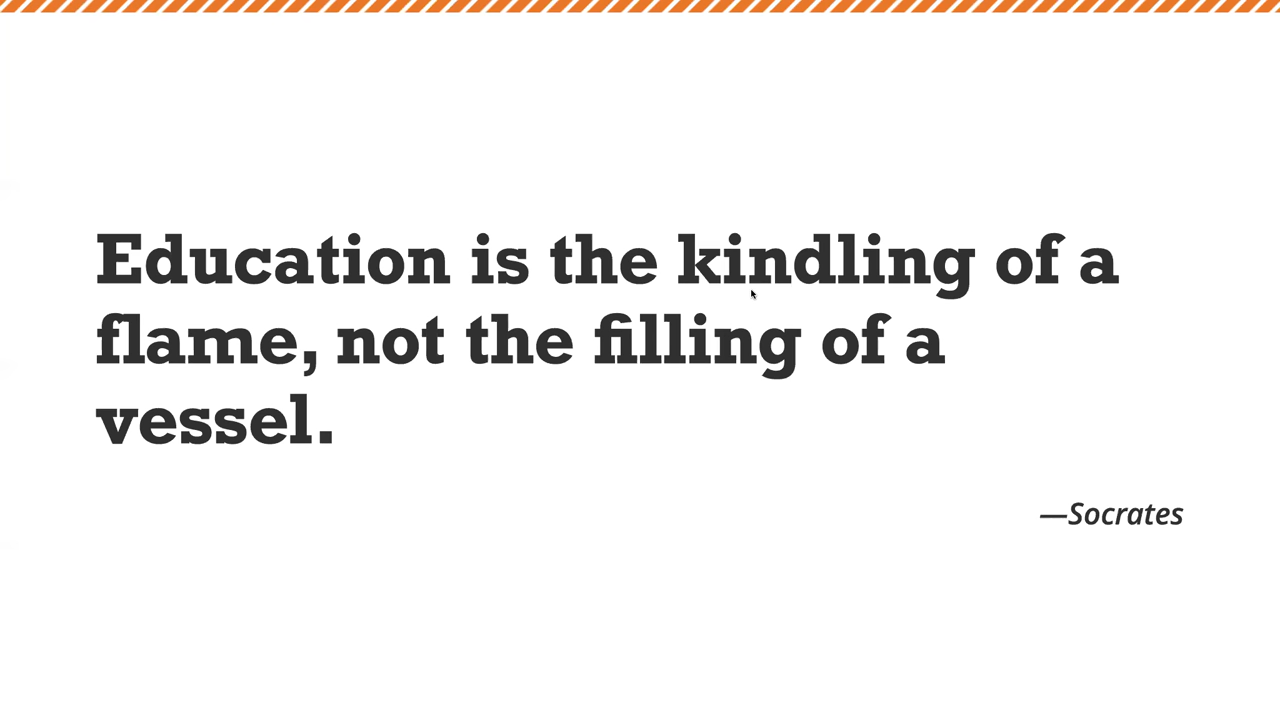 Education is the kindling of a
flame, not the filling of a
vessel.
—Socrates